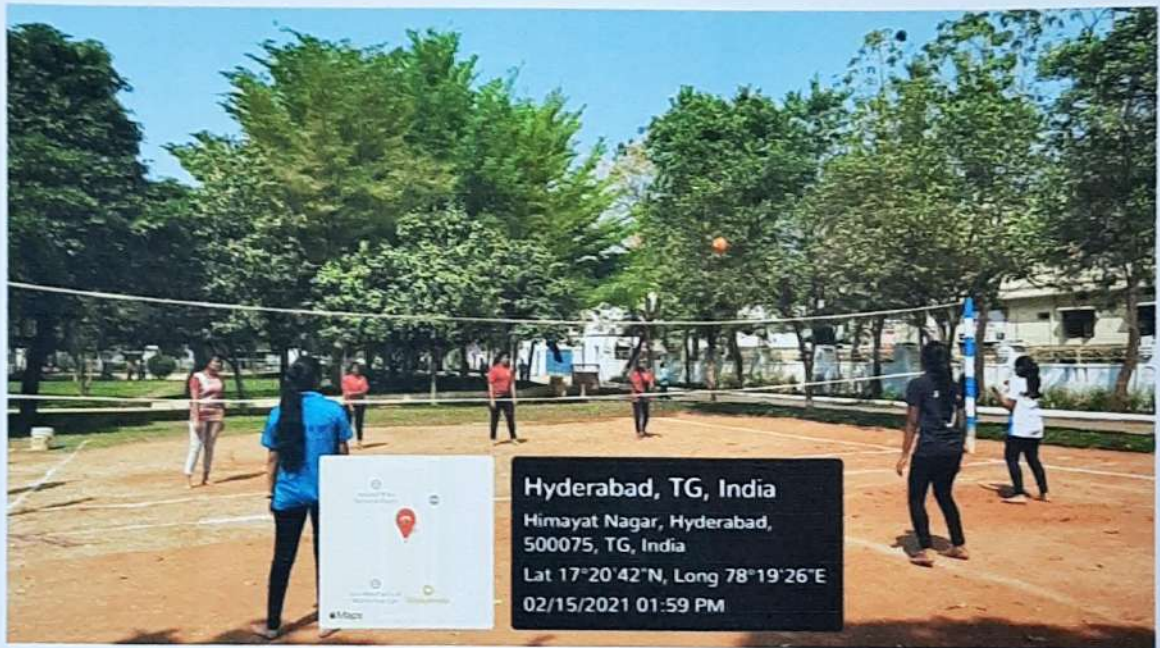 Hyderabad, TG, India
Himayat Nagar, Hyderabad,
500075, TG, India
Lat 17°20'42"N, Long 78°19'26"E
02/15/2021 01:59 PM
Maps